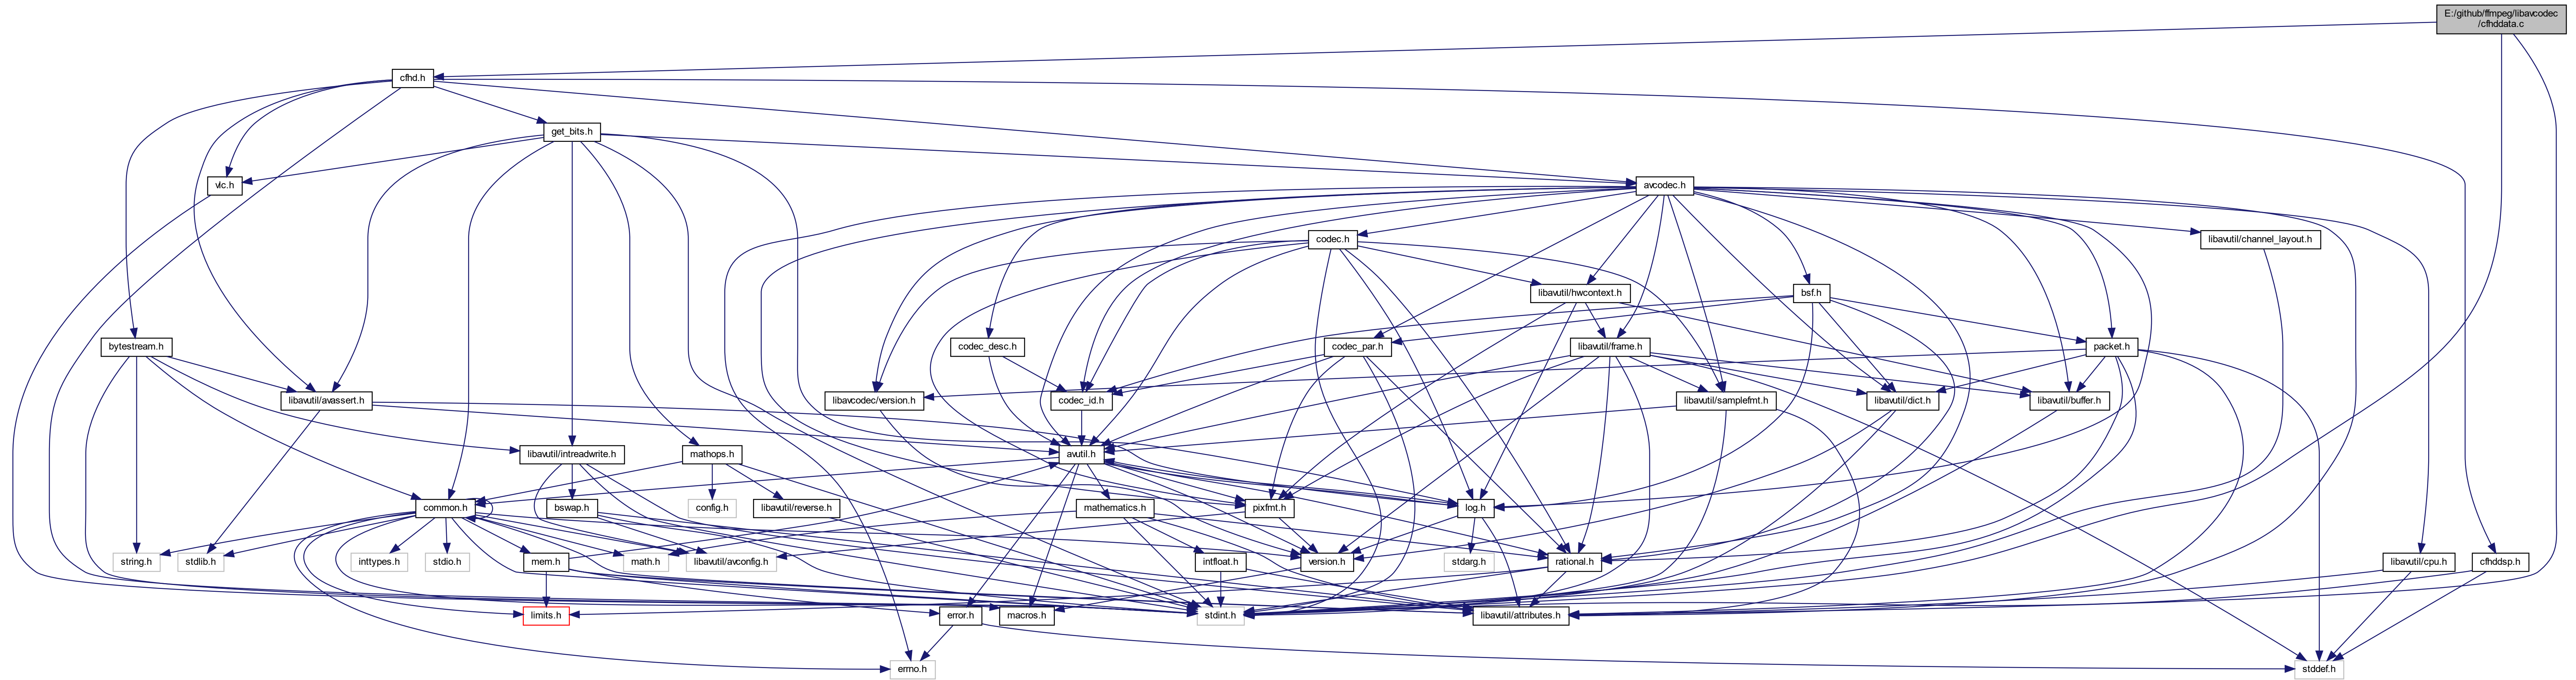 E:/github/ffmpeg/libavcodec
/cfhddata.c
cfhd.h
get_bits.h
vlc.h
avcodec.h
codec.h
libavutil/channel_layout.h
libavutil/hwcontext.h
bsf.h
bytestream.h
codec_desc.h
codec_par.h
libavutil/frame.h
packet.h
libavutil/avassert.h
libavcodec/version.h
codec_id.h
libavutil/samplefmt.h
libavutil/dict.h
libavutil/buffer.h
libavutil/intreadwrite.h
mathops.h
avutil.h
common.h
bswap.h
config.h
libavutil/reverse.h
mathematics.h
pixfmt.h
log.h
string.h
stdlib.h
inttypes.h
stdio.h
mem.h
math.h
libavutil/avconfig.h
intfloat.h
version.h
stdarg.h
rational.h
libavutil/cpu.h
cfhddsp.h
limits.h
error.h
macros.h
stdint.h
libavutil/attributes.h
errno.h
stddef.h